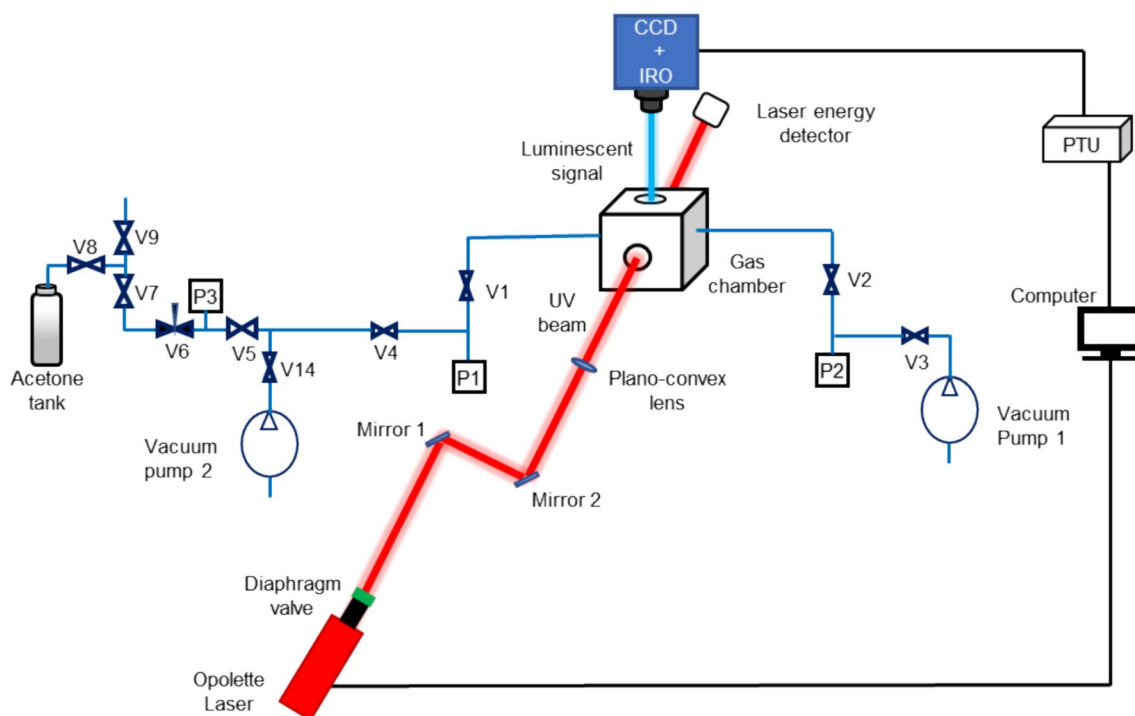 CCD
+
IRO
Laser energy
detector
PTU
Luminescent
signal
V9
V8
V7
P3
V1
Gas
chamber
V2
UV
beam
Computer
V6
V5
V4
V14
P1
P2
V3
Acetone
tank
Plano-convex
lens
Vacuum
pump 2
Mirror 1
Vacuum
Pump 1
Mirror 2
Diaphragm
valve
Opolette
Laser